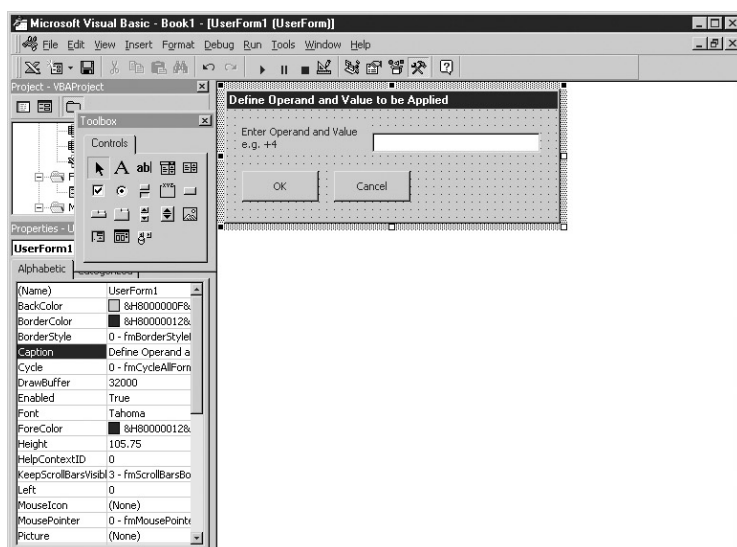 Microsoft Visual Basic - Book1 - [UserForm1 (UserForm)]
File Edit View Insert Format Debug Run Tools Window Help
Project - VBAProject
Toolbox
Controls
A ab|
XYZ
Define Operand and Value to be Applied
Enter Operand and Value
e.g. +4
OK Cancel
Properties - U
UserForm1
Alphabetic Categorized
(Name) UserForm1
BackColor &H8000000F&
BorderColor &H80000012&
BorderStyle 0 - fmBorderStyle
Caption Define Operand a
Cycle 0 - fmCycleAllForm
DrawBuffer 32000
Enabled True
Font Tahoma
ForeColor &H80000012&
Height 105.75
HelpContextID 0
KeepScrollBarsVisibl 3 - fmScrollBarsBo
Left 0
MouseIcon (None)
MousePointer 0 - fmMousePointe
Picture (None)